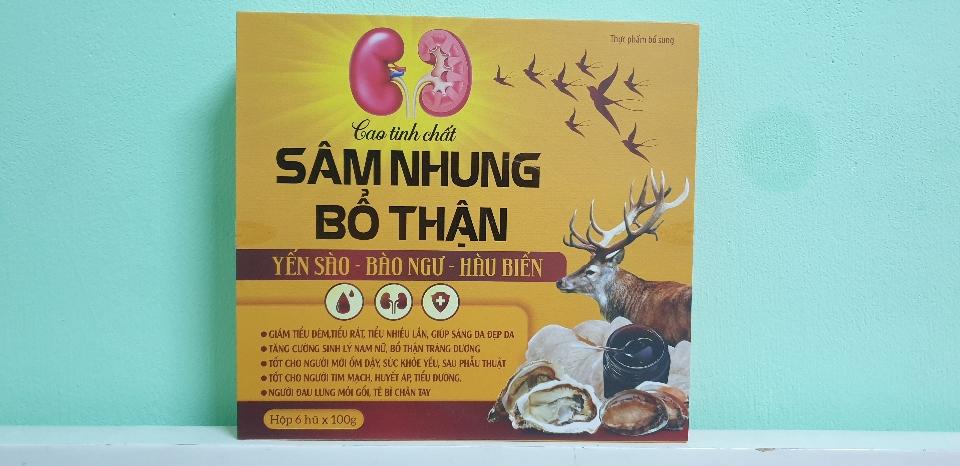 Thực phẩm bổ sung
Cao tinh chất
SÂM NHUNG
BỔ THẬN
YẾN SÀO - BÀO NGƯ - HÀU BIỂN
• GIẢM TIỂU ĐÊM,TIỂU RẮT, TIỂU NHIỀU LẦN, GIÚP SÁNG DA ĐẸP DA
• TĂNG CƯỜNG SINH LÝ NAM NỮ, BỔ THẬN TRÁNG DƯƠNG
• TỐT CHO NGƯỜI MỚI ỐM DẬY, SỨC KHỎE YẾU, SAU PHẪU THUẬT
• TỐT CHO NGƯỜI TIM MẠCH, HUYẾT ÁP, TIỂU ĐƯỜNG.
• NGƯỜI ĐAU LƯNG MỎI GỐI, TÊ BÌ CHÂN TAY
Hộp 6 hũ x 100g